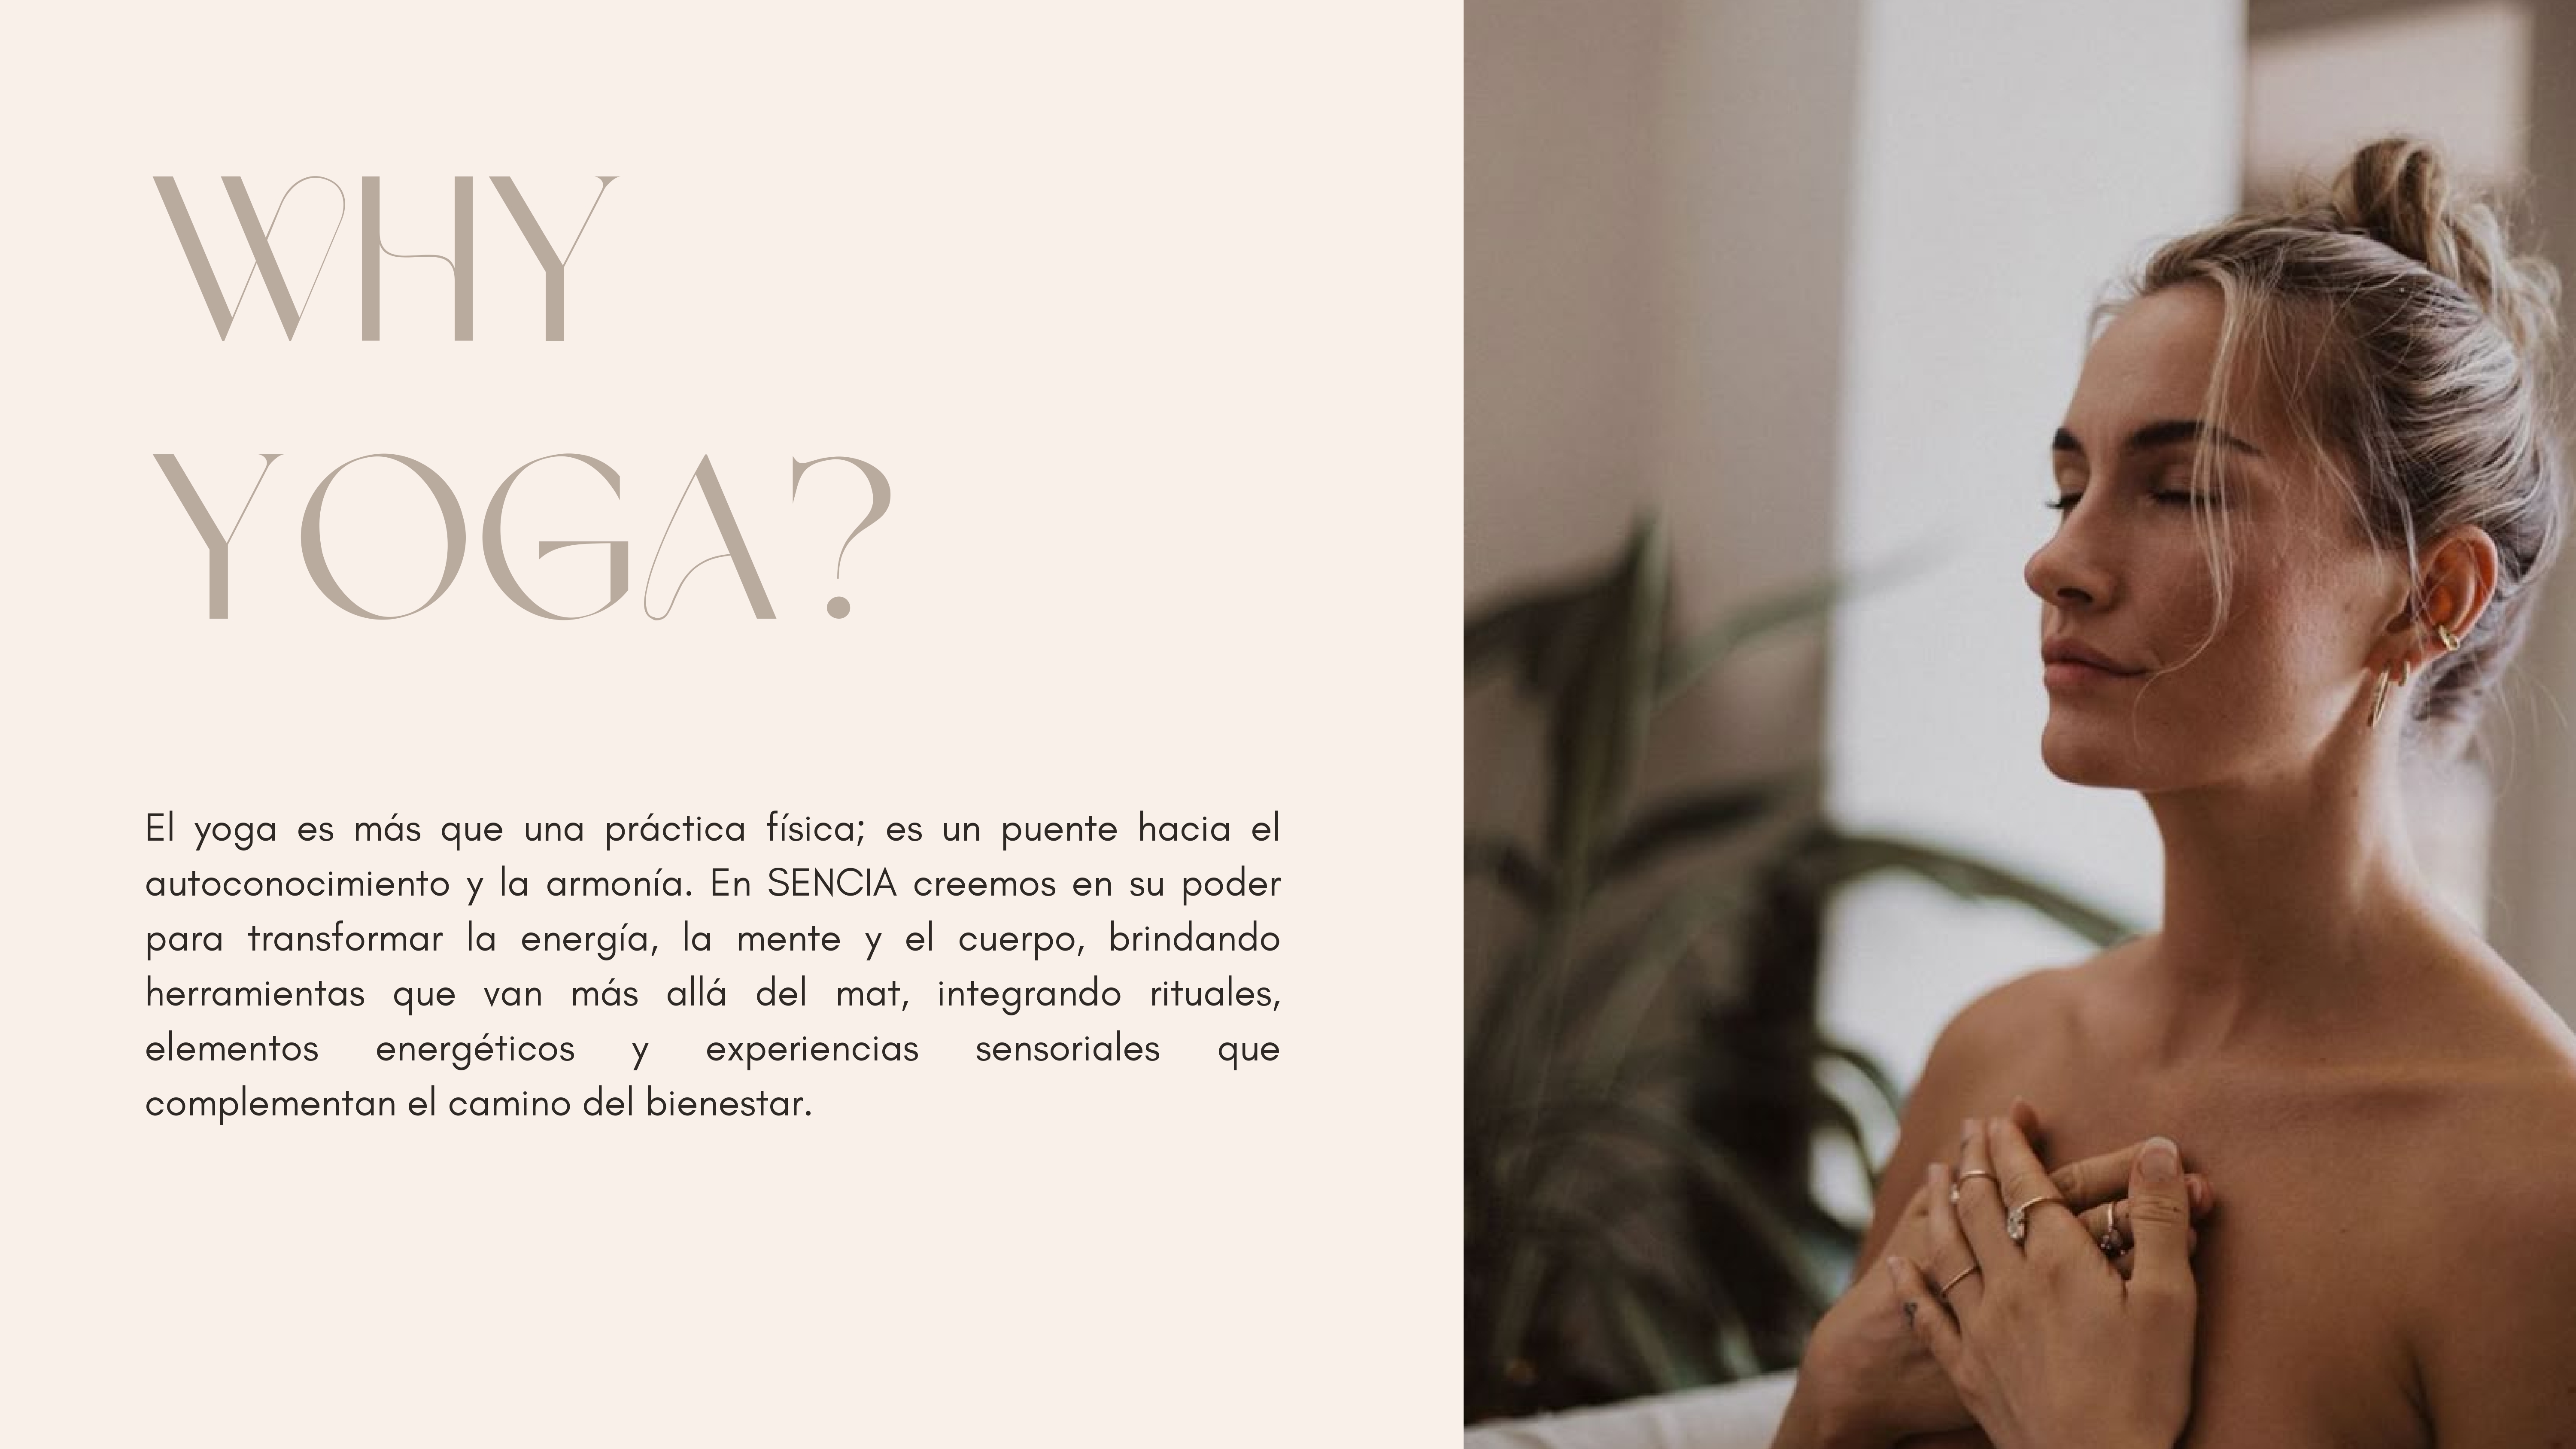 WHY
YOGA?
El yoga es más que una práctica física; es un puente hacia el
autoconocimiento y la armonía. En SENCIA creemos en su poder
para transformar la energía, la mente y el cuerpo, brindando
herramientas que van más allá del mat, integrando rituales,
elementos energéticos y experiencias sensoriales que
complementan el camino del bienestar.